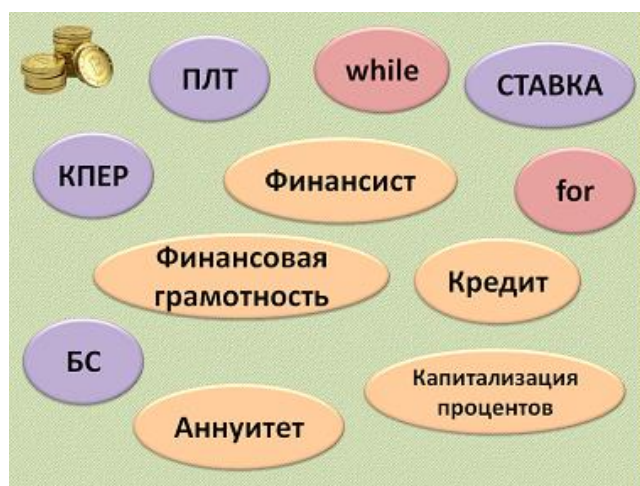 ПЛТ
while
СТАВКА
КПЕР
Финансист
for
Финансовая
грамотность
Кредит
БС
Капитализация
процентов
Аннуитет